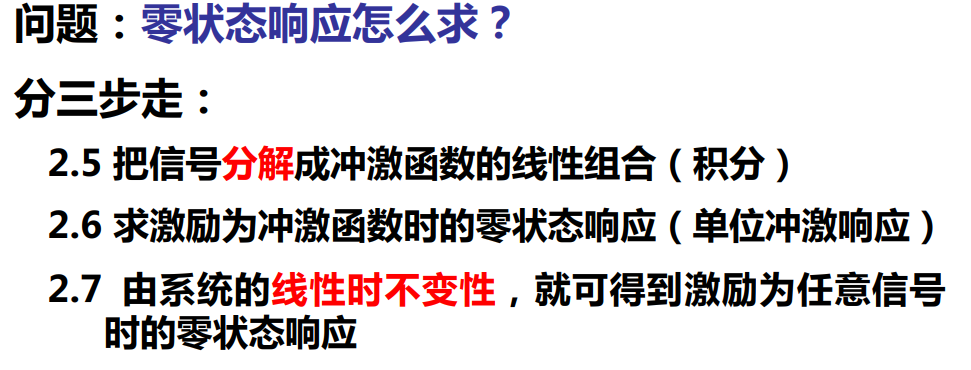 问题：零状态响应怎么求？
分三步走：
2.5 把信号分解成冲激函数的线性组合（积分）
2.6 求激励为冲激函数时的零状态响应（单位冲激响应）
2.7 由系统的线性时不变性，就可得到激励为任意信号
时的零状态响应